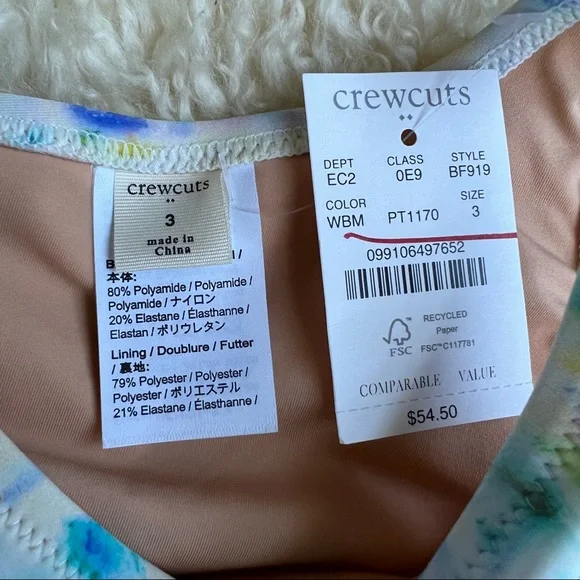 crewcuts
3
made in
China
/
本体:
80% Polyamide / Polyamide /
Polyamide / ナイロン
20% Elastane / Élasthanne /
Elastan / ポリウレタン
Lining / Doublure / Futter
/ 裏地:
79% Polyester / Polyester /
Polyester / ポリエステル
21% Elastane / Élasthanne /
crewcuts
DEPT CLASS STYLE
EC2 0E9 BF919
COLOR SIZE
WBM PT1170 3
099106497652
FSC
RECYCLED
Paper
FSC™C117781
COMPARABLE VALUE
$54.50